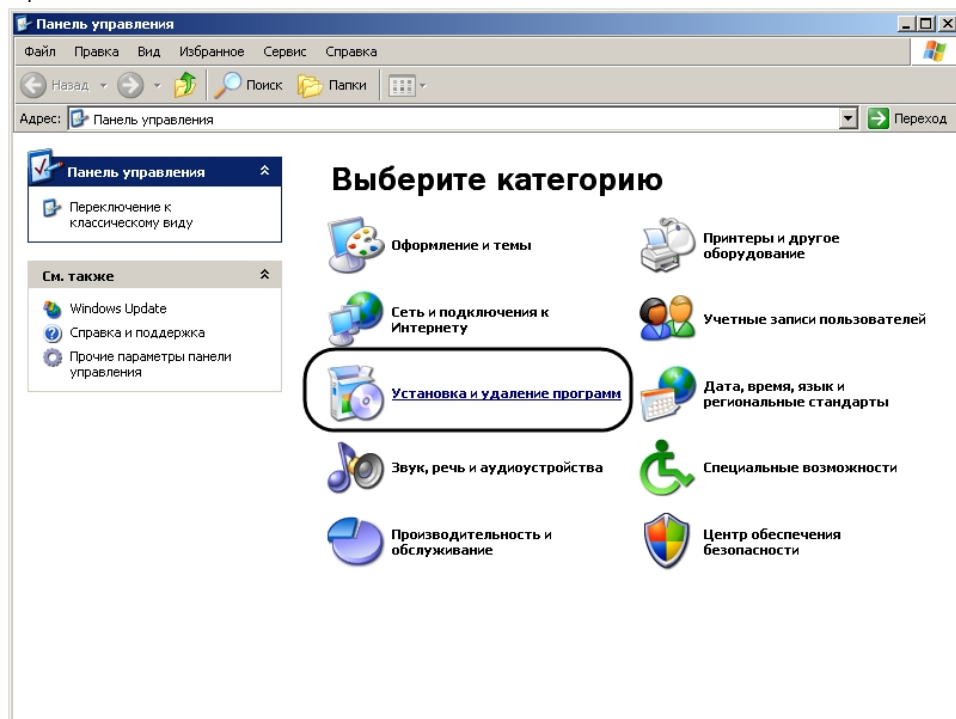 Панель управления
Файл Правка Вид Избранное Сервис Справка
Назад Поиск Папки
Адрес: Панель управления Переход
Панель управления
Переключение к
классическому виду
См. также
Windows Update
Справка и поддержка
Прочие параметры панели
управления
Выберите категорию
Оформление и темы
Принтеры и другое
оборудование
Сеть и подключения к
Интернету
Учетные записи пользователей
Установка и удаление программ
Дата, время, язык и
региональные стандарты
Звук, речь и аудиоустройства
Специальные возможности
Производительность и
обслуживание
Центр обеспечения
безопасности